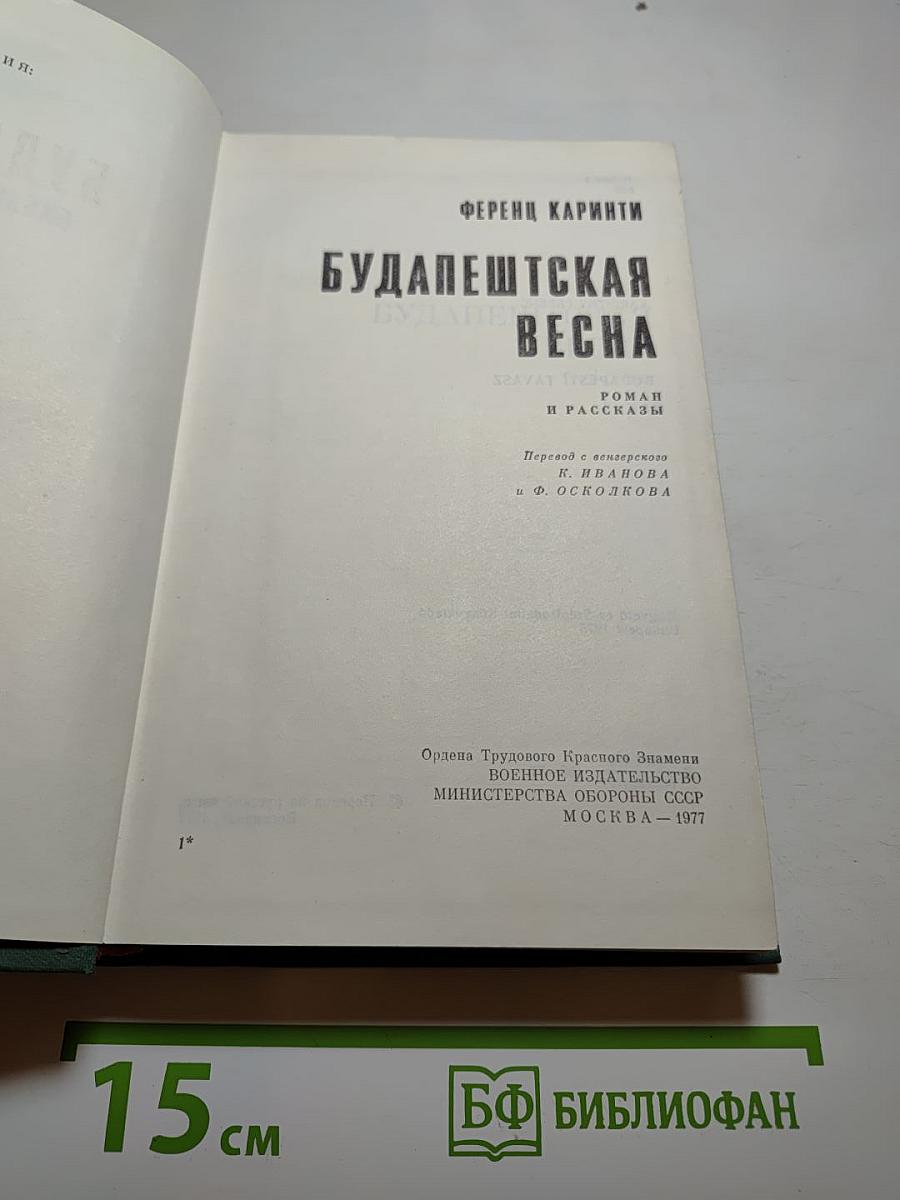 ИЯ:
ФЕРЕНЦ КАРИНТИ
БУДАПЕШТСКАЯ
ВЕСНА
РОМАН
И РАССКАЗЫ
Перевод с венгерского
К. ИВАНОВА
и Ф. ОСКОЛКОВА
Ордена Трудового Красного Знамени
ВОЕННОЕ ИЗДАТЕЛЬСТВО
МИНИСТЕРСТВА ОБОРОНЫ СССР
МОСКВА — 1977
1*
15 см
БФ БИБЛИОФАН